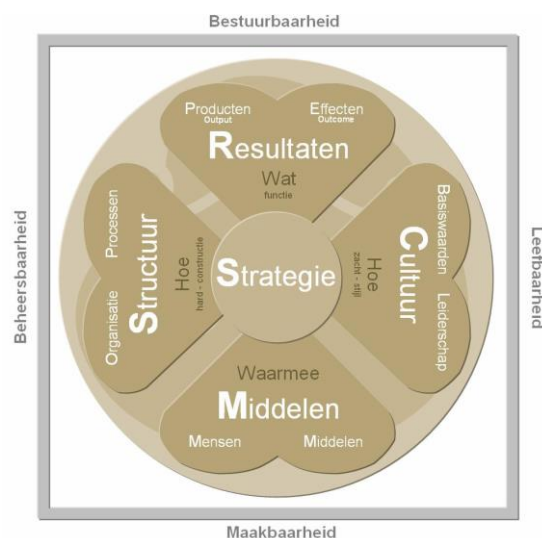 Bestuurbaarheid
Producten
Output
Effecten
Outcome
Resultaten
Wat
functie
Beheersbaarheid
Processen
Organisatie
Structuur
Hoe
hard - constructie
Strategie
Hoe
zacht - stijl
Cultuur
Basiswaarden
Leiderschap
Leefbaarheid
Waarmee
Middelen
Mensen
Middelen
Maakbaarheid